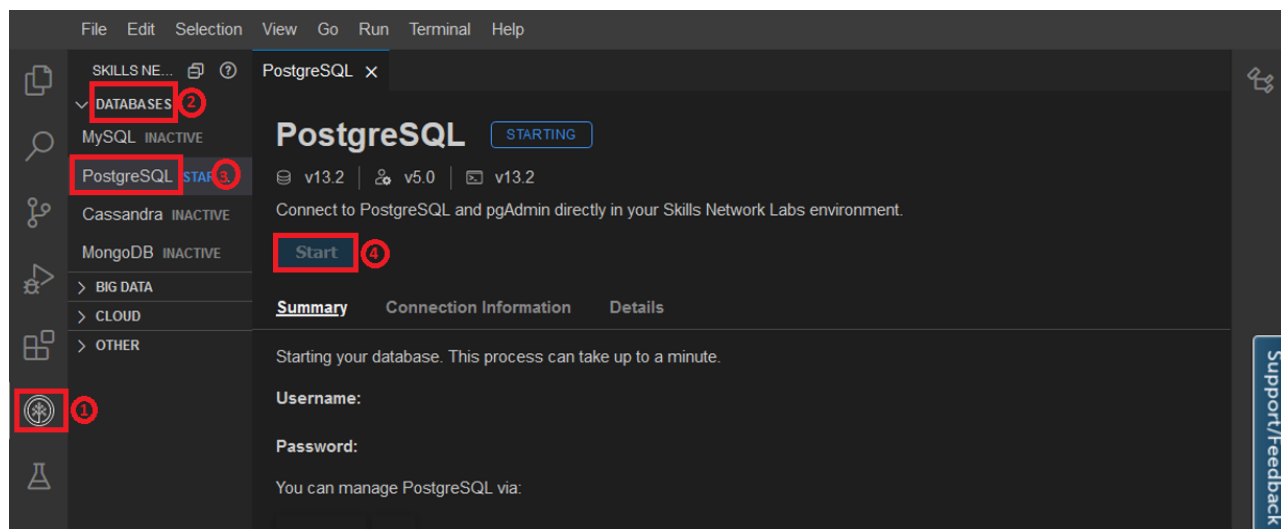 File Edit Selection View Go Run Terminal Help
SKILLS NE...
PostgreSQL
DATABASES 2
MySQL INACTIVE
PostgreSQL STAR 3
Cassandra INACTIVE
MongoDB INACTIVE
BIG DATA
CLOUD
OTHER
1
PostgreSQL STARTING
v13.2 v5.0 v13.2
Connect to PostgreSQL and pgAdmin directly in your Skills Network Labs environment.
Start 4
Summary Connection Information Details
Starting your database. This process can take up to a minute.
Username:
Password:
You can manage PostgreSQL via:
Support/Feedback